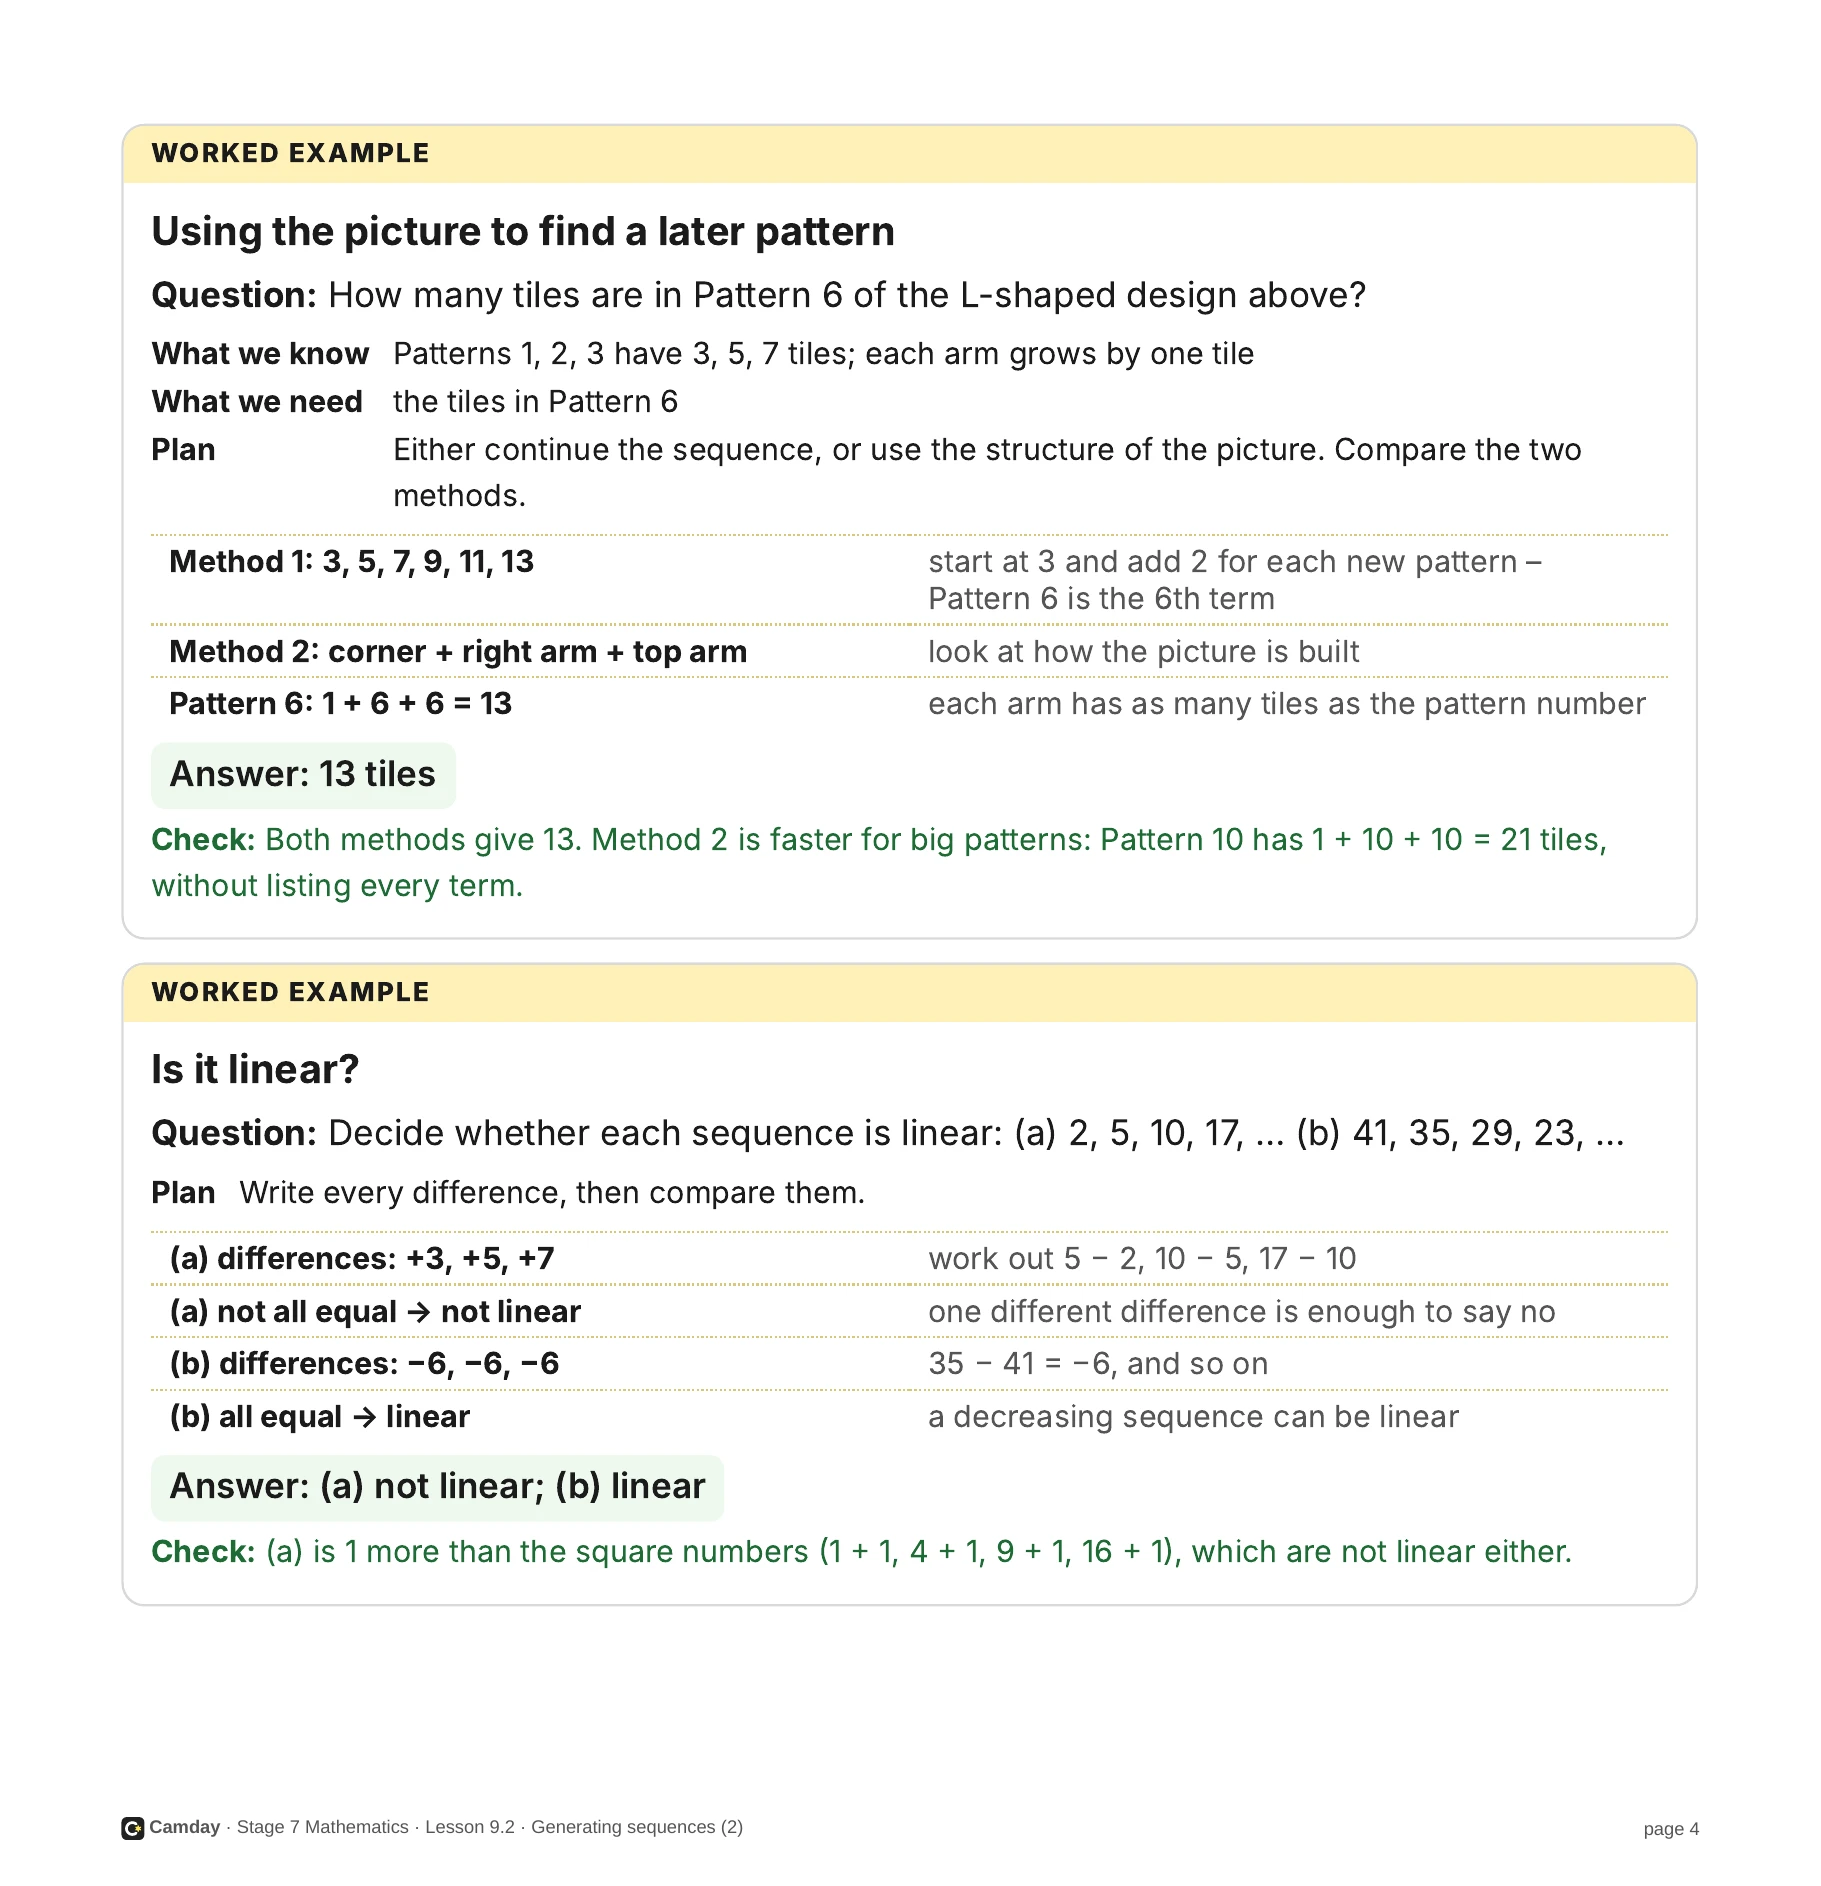 WORKED EXAMPLE
Using the picture to find a later pattern
Question: How many tiles are in Pattern 6 of the L-shaped design above?
What we know Patterns 1, 2, 3 have 3, 5, 7 tiles; each arm grows by one tile
What we need the tiles in Pattern 6
Plan Either continue the sequence, or use the structure of the picture. Compare the two
methods.
Method 1: 3, 5, 7, 9, 11, 13 start at 3 and add 2 for each new pattern –
Pattern 6 is the 6th term
Method 2: corner + right arm + top arm look at how the picture is built
Pattern 6: 1 + 6 + 6 = 13 each arm has as many tiles as the pattern number
Answer: 13 tiles
Check: Both methods give 13. Method 2 is faster for big patterns: Pattern 10 has 1 + 10 + 10 = 21 tiles,
without listing every term.
WORKED EXAMPLE
Is it linear?
Question: Decide whether each sequence is linear: (a) 2, 5, 10, 17, … (b) 41, 35, 29, 23, …
Plan Write every difference, then compare them.
(a) differences: +3, +5, +7 work out 5 − 2, 10 − 5, 17 − 10
(a) not all equal → not linear one different difference is enough to say no
(b) differences: −6, −6, −6 35 − 41 = −6, and so on
(b) all equal → linear a decreasing sequence can be linear
Answer: (a) not linear; (b) linear
Check: (a) is 1 more than the square numbers (1 + 1, 4 + 1, 9 + 1, 16 + 1), which are not linear either.
Camday · Stage 7 Mathematics · Lesson 9.2 · Generating sequences (2) page 4